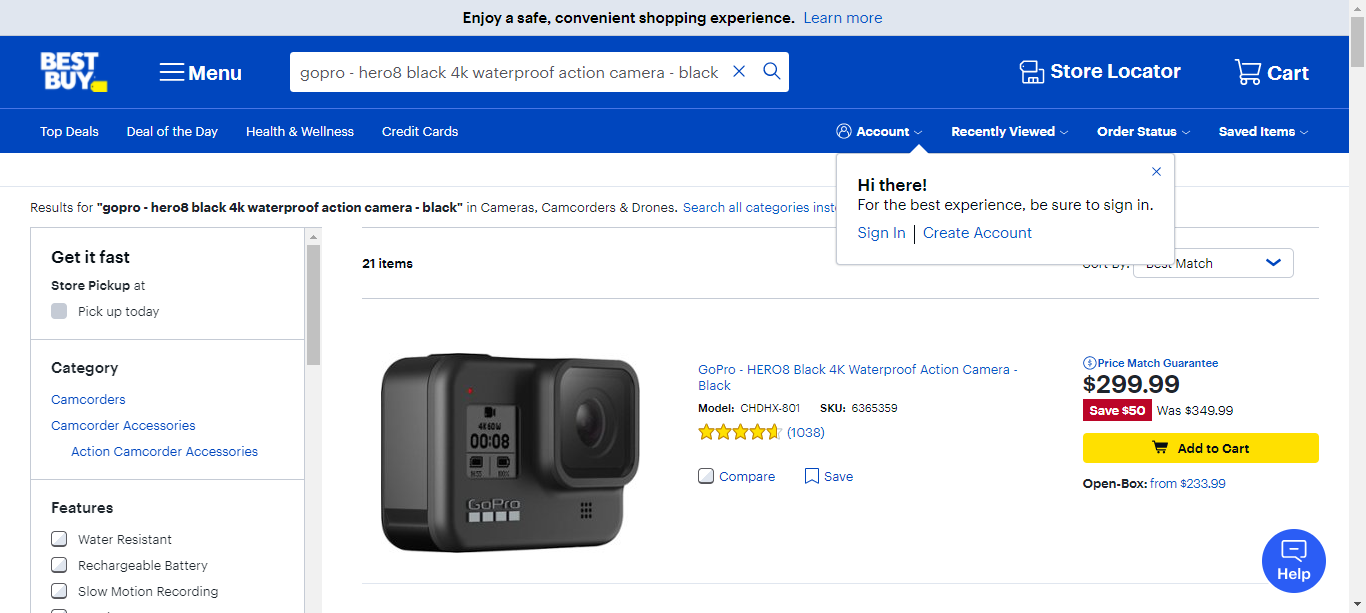 Enjoy a safe, convenient shopping experience. Learn more
BEST BUY
Menu
gopro - hero8 black 4k waterproof action camera - black
Store Locator
Cart
Top Deals
Deal of the Day
Health & Wellness
Credit Cards
Account
Recently Viewed
Order Status
Saved Items
Hi there!
For the best experience, be sure to sign in.
Sign In
Create Account
Results for "gopro - hero8 black 4k waterproof action camera - black" in Cameras, Camcorders & Drones. Search all categories
Get it fast
Store Pickup at
Pick up today
Category
Camcorders
Camcorder Accessories
Action Camcorder Accessories
Features
Water Resistant
Rechargeable Battery
Slow Motion Recording
21 items
Sort By:
Best Match
4K 60 W
00:08
GoPro
GoPro - HERO8 Black 4K Waterproof Action Camera -
Black
Model: CHDHX-801 SKU: 6365359
(1038)
Compare
Save
Price Match Guarantee
$299.99
Save $50 Was $349.99
Add to Cart
Open-Box: from $233.99
Help